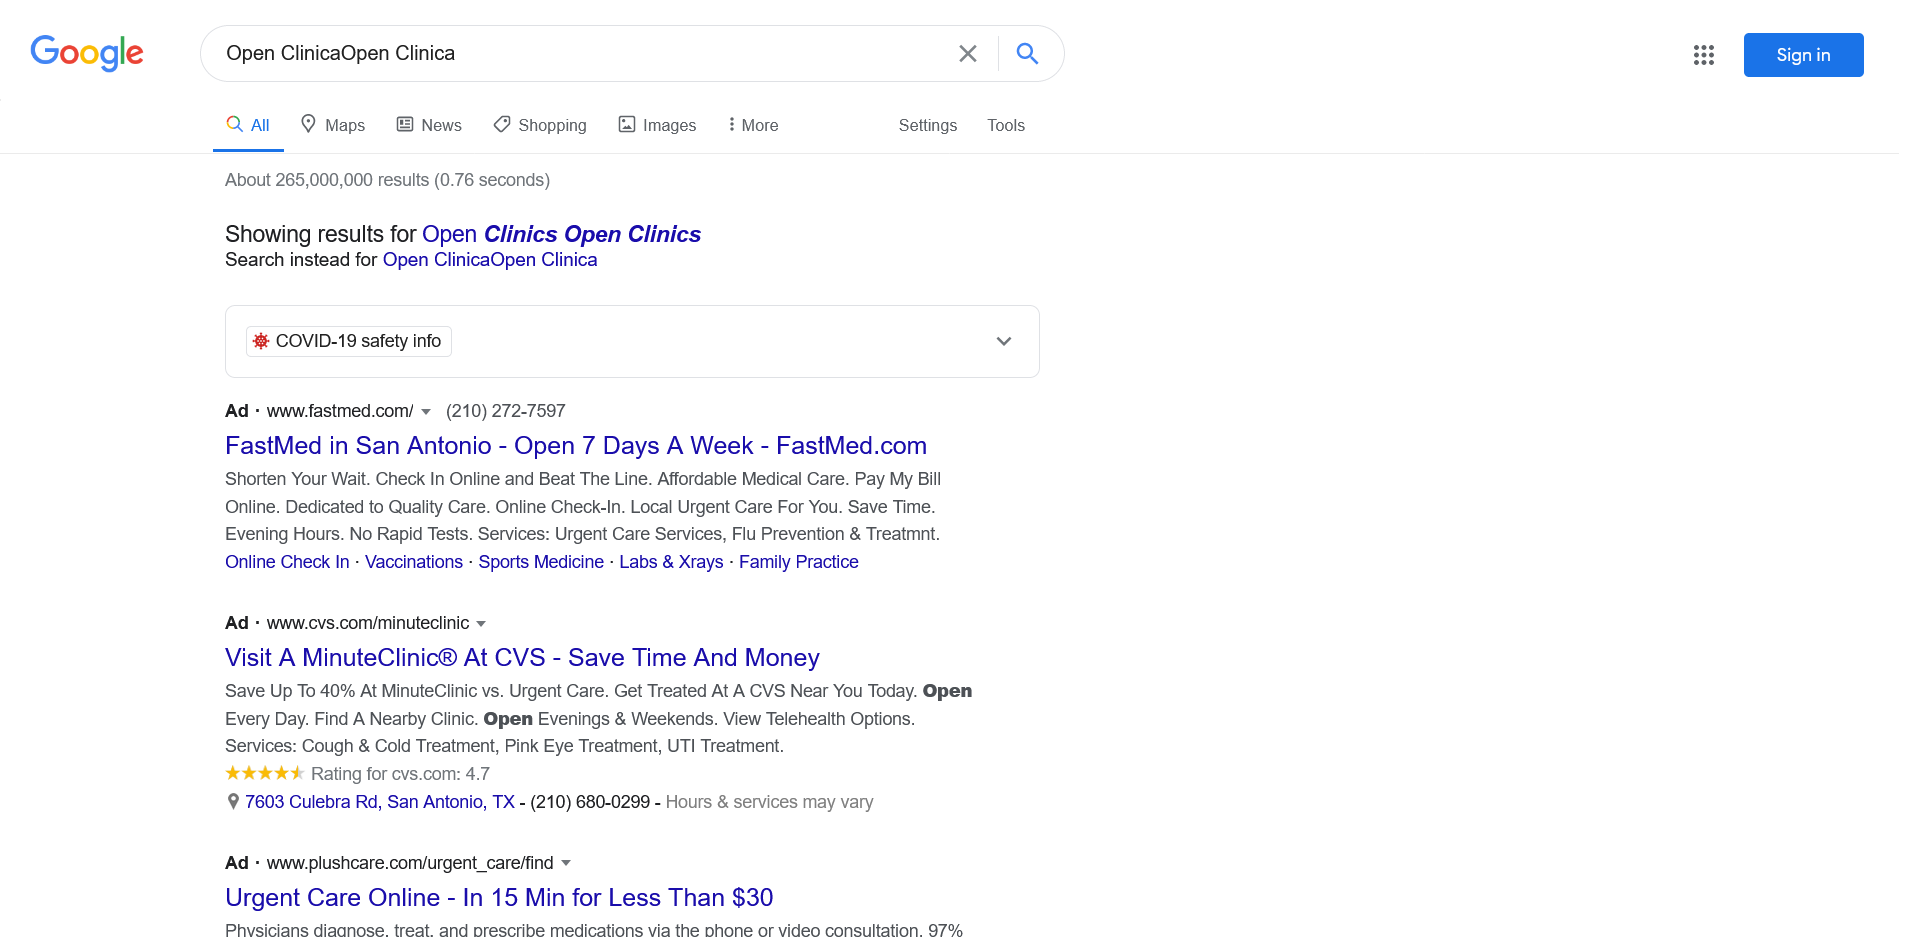 Google
Open ClinicaOpen Clinica
Sign in
All Maps News Shopping Images More Settings Tools
About 265,000,000 results (0.76 seconds)
Showing results for Open Clinics Open Clinics
Search instead for Open ClinicaOpen Clinica
COVID-19 safety info
Ad · www.fastmed.com/ (210) 272-7597
FastMed in San Antonio - Open 7 Days A Week - FastMed.com
Shorten Your Wait. Check In Online and Beat The Line. Affordable Medical Care. Pay My Bill
Online. Dedicated to Quality Care. Online Check-In. Local Urgent Care For You. Save Time.
Evening Hours. No Rapid Tests. Services: Urgent Care Services, Flu Prevention & Treatmnt.
Online Check In · Vaccinations · Sports Medicine · Labs & Xrays · Family Practice
Ad · www.cvs.com/minuteclinic
Visit A MinuteClinic® At CVS - Save Time And Money
Save Up To 40% At MinuteClinic vs. Urgent Care. Get Treated At A CVS Near You Today. Open
Every Day. Find A Nearby Clinic. Open Evenings & Weekends. View Telehealth Options.
Services: Cough & Cold Treatment, Pink Eye Treatment, UTI Treatment.
Rating for cvs.com: 4.7
7603 Culebra Rd, San Antonio, TX - (210) 680-0299 - Hours & services may vary
Ad · www.plushcare.com/urgent_care/find
Urgent Care Online - In 15 Min for Less Than $30
Physicians diagnose, treat, and prescribe medications via the phone or video consultation. 97%